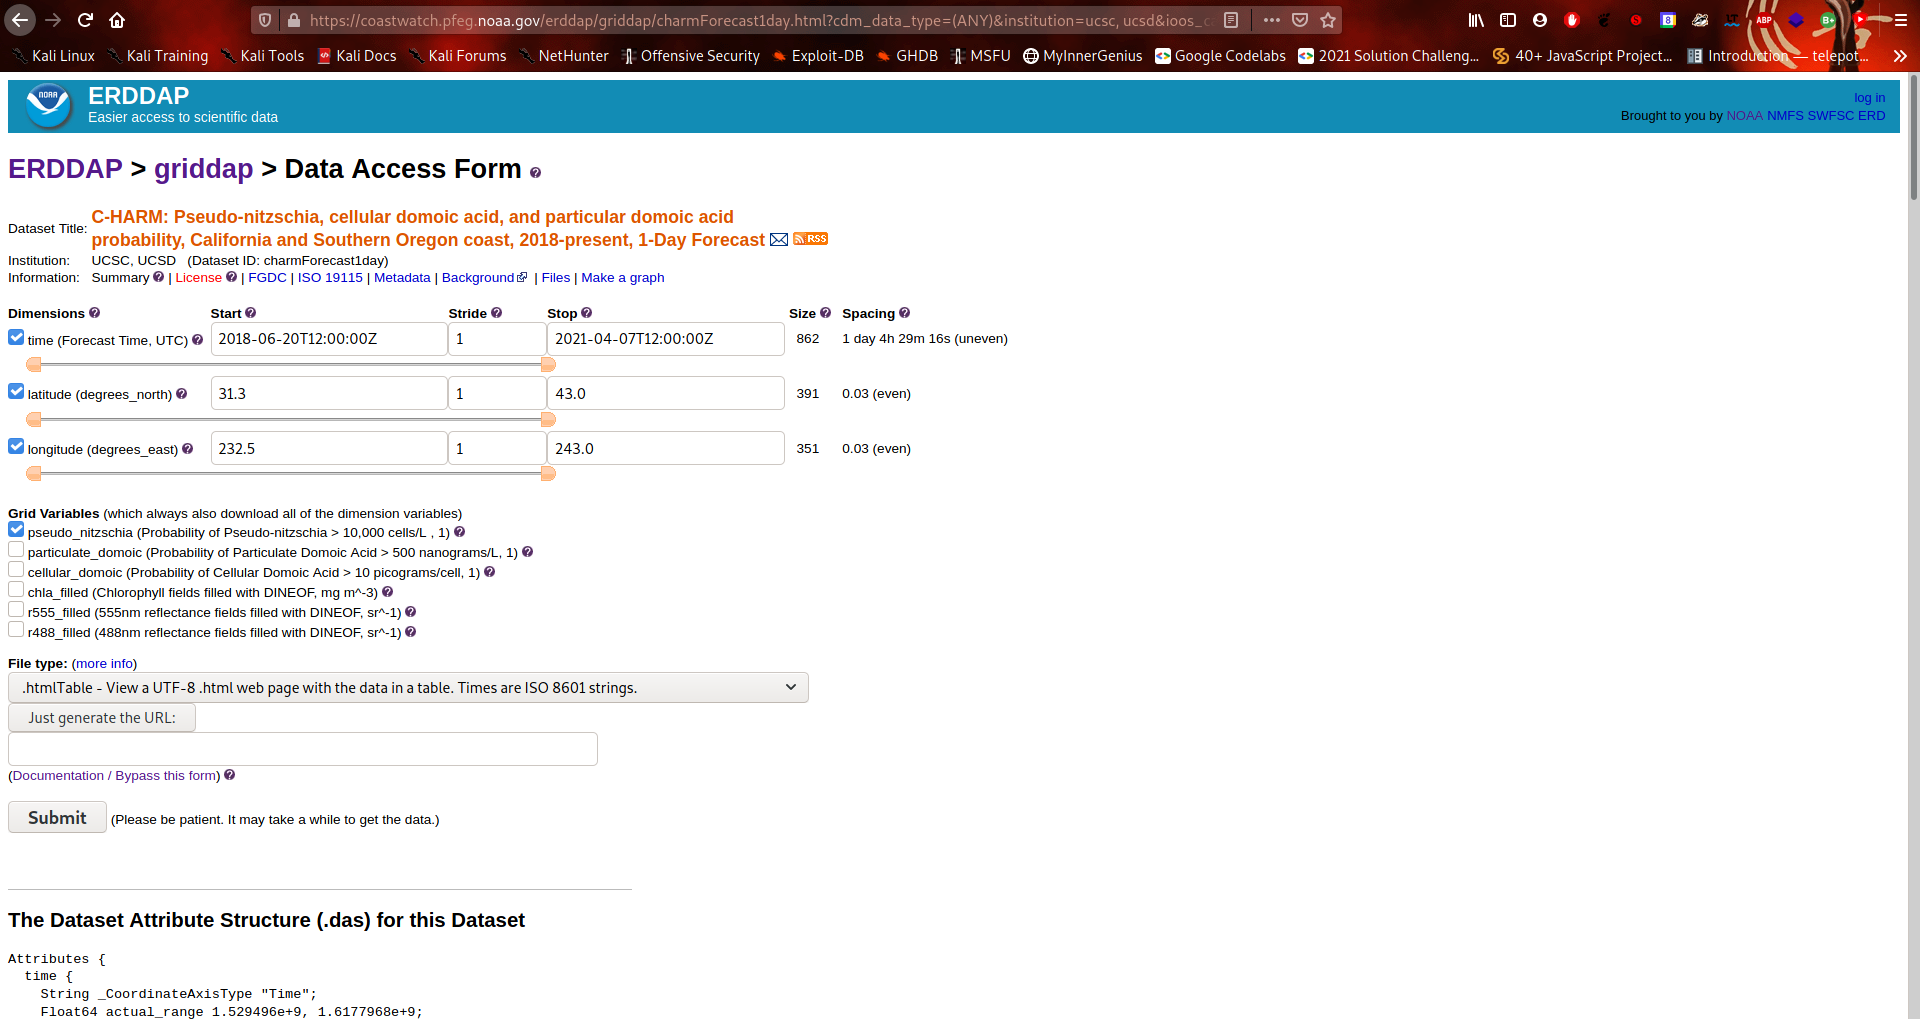 https://coastwatch.pfeg.noaa.gov/erddap/griddap/charmForecast1day.html?cdm_data_type=(ANY)&institution=ucsc, ucsd&ioos_c
Kali Linux Kali Training Kali Tools Kali Docs Kali Forums NetHunter Offensive Security Exploit-DB GHDB MSFU MyInnerGenius Google Codelabs 2021 Solution Challeng... 40+ JavaScript Project... Introduction — telepot...
NOAA
ERDDAP
Easier access to scientific data
log in
Brought to you by NOAA NMFS SWFSC ERD
ERDDAP > griddap > Data Access Form ?
Dataset Title: C-HARM: Pseudo-nitzschia, cellular domoic acid, and particular domoic acid
probability, California and Southern Oregon coast, 2018-present, 1-Day Forecast RSS
Institution: UCSC, UCSD (Dataset ID: charmForecast1day)
Information: Summary ? | License ? | FGDC | ISO 19115 | Metadata | Background | Files | Make a graph
Dimensions ? Start ? Stride ? Stop ? Size ? Spacing ?
time (Forecast Time, UTC) ? 2018-06-20T12:00:00Z 1 2021-04-07T12:00:00Z 862 1 day 4h 29m 16s (uneven)
latitude (degrees_north) ? 31.3 1 43.0 391 0.03 (even)
longitude (degrees_east) ? 232.5 1 243.0 351 0.03 (even)
Grid Variables (which always also download all of the dimension variables)
pseudo_nitzschia (Probability of Pseudo-nitzschia > 10,000 cells/L , 1) ?
particulate_domoic (Probability of Particulate Domoic Acid > 500 nanograms/L, 1) ?
cellular_domoic (Probability of Cellular Domoic Acid > 10 picograms/cell, 1) ?
chla_filled (Chlorophyll fields filled with DINEOF, mg m^-3) ?
r555_filled (555nm reflectance fields filled with DINEOF, sr^-1) ?
r488_filled (488nm reflectance fields filled with DINEOF, sr^-1) ?
File type: (more info)
.htmlTable - View a UTF-8 .html web page with the data in a table. Times are ISO 8601 strings.
Just generate the URL:
(Documentation / Bypass this form) ?
Submit (Please be patient. It may take a while to get the data.)
The Dataset Attribute Structure (.das) for this Dataset
Attributes {
time {
String _CoordinateAxisType "Time";
Float64 actual_range 1.529496e+9, 1.6177968e+9;